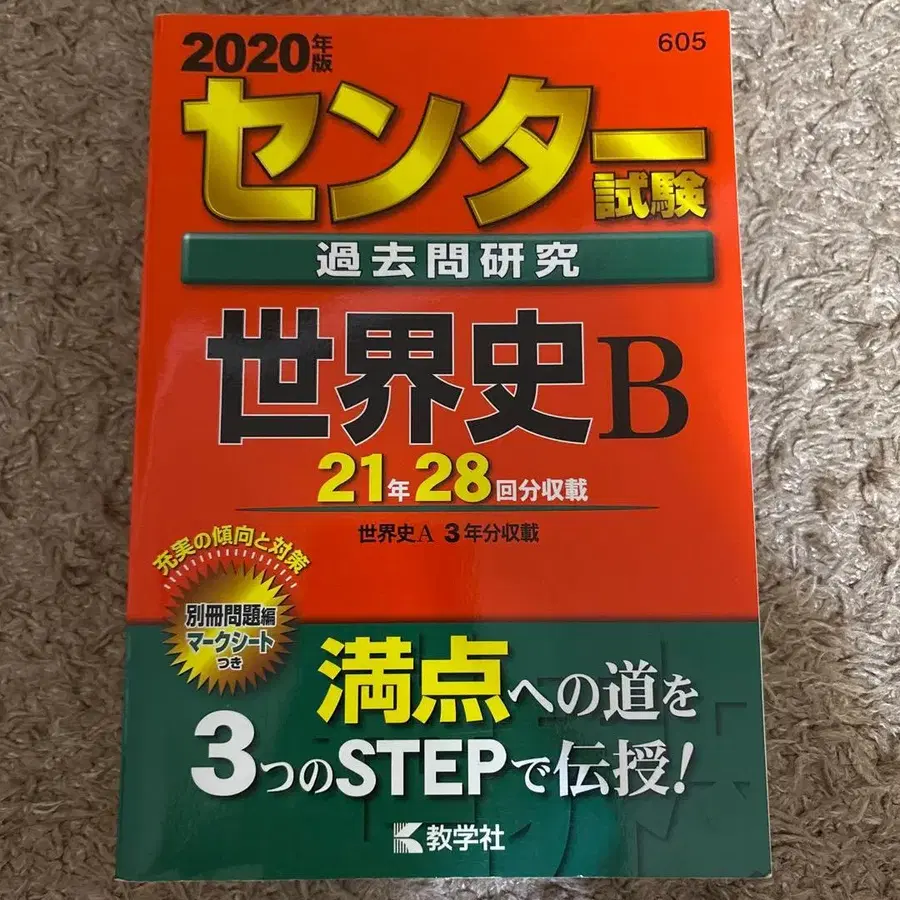 2020年版
605
センター試験
過去問研究
世界史B
21年28回分収載
世界史A 3年分収載
充実の傾向と対策
別冊問題編
マークシート
つき
満点への道を
3つのSTEPで伝授!
教学社